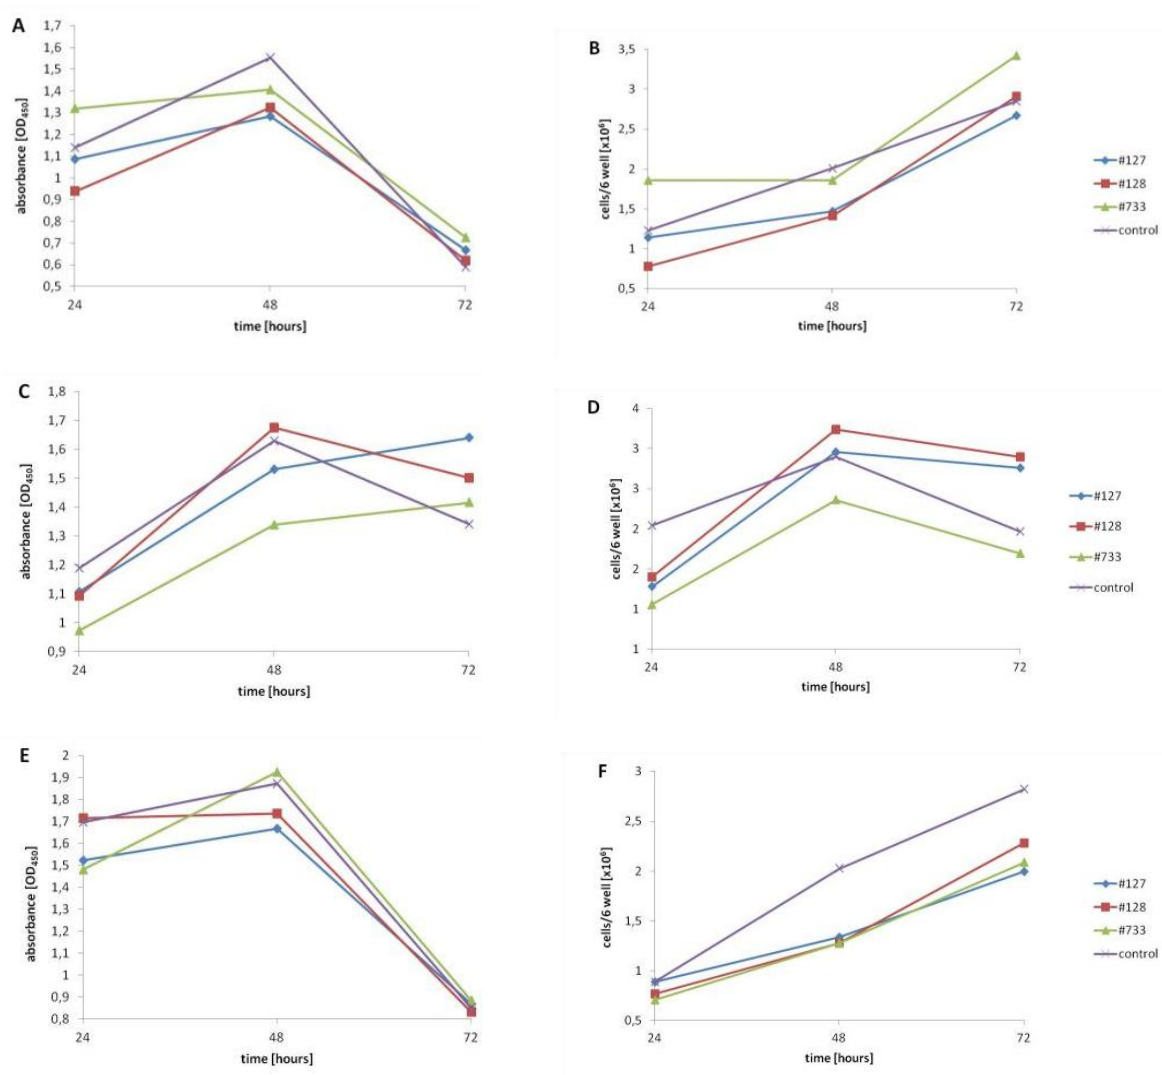 A
1,7
1,6
1,5
1,4
1,3
1,2
1,1
1
0,9
0,8
0,7
0,6
0,5
absorbance [OD450]
24 48 72
time [hours]
B
3,5
3
2,5
2
1,5
1
0,5
cells/6 well [x10⁶]
24 48 72
time [hours]
#127
#128
#733
control
C
1,8
1,7
1,6
1,5
1,4
1,3
1,2
1,1
1
0,9
absorbance [OD450]
24 48 72
time [hours]
D
4
3
3
2
2
1
1
cells/6 well [x10⁶]
24 48 72
time [hours]
#127
#128
#733
control
E
2
1,9
1,8
1,7
1,6
1,5
1,4
1,3
1,2
1,1
1
0,9
0,8
absorbance [OD450]
24 48 72
time [hours]
F
3
2,5
2
1,5
1
0,5
cells/6 well [x10⁶]
24 48 72
time [hours]
#127
#128
#733
control